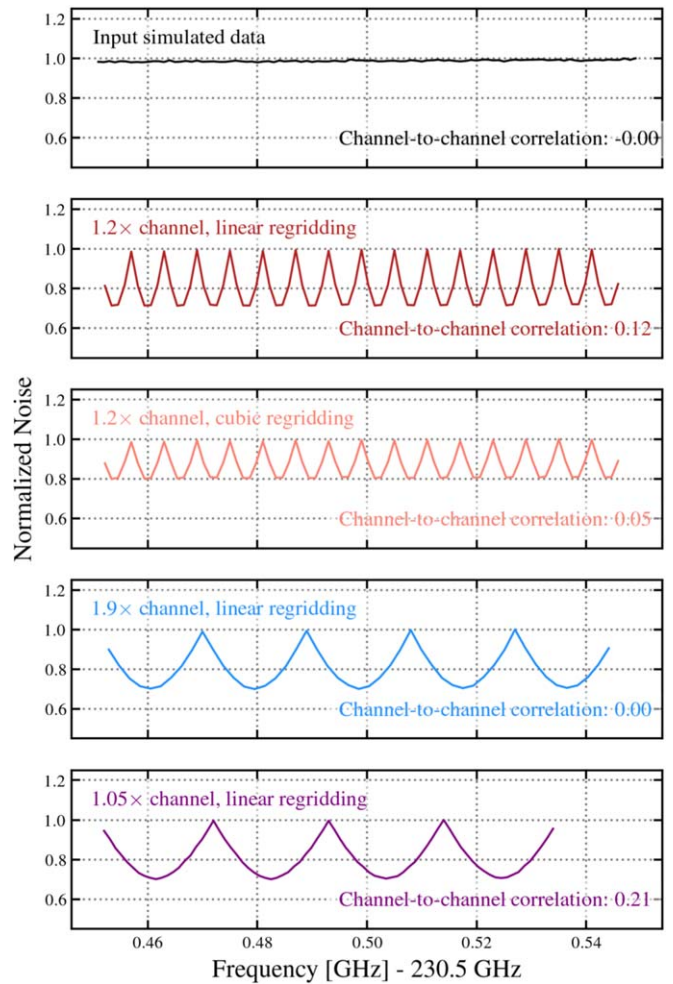 1.2
Input simulated data
1.0
0.8
0.6
Channel-to-channel correlation: -0.00
1.2
1.2× channel, linear regridding
1.0
0.8
0.6
Channel-to-channel correlation: 0.12
Normalized Noise
1.2
1.2× channel, cubic regridding
1.0
0.8
0.6
Channel-to-channel correlation: 0.05
1.2
1.9× channel, linear regridding
1.0
0.8
0.6
Channel-to-channel correlation: 0.00
1.2
1.05× channel, linear regridding
1.0
0.8
0.6
Channel-to-channel correlation: 0.21
0.46 0.48 0.50 0.52 0.54
Frequency [GHz] - 230.5 GHz